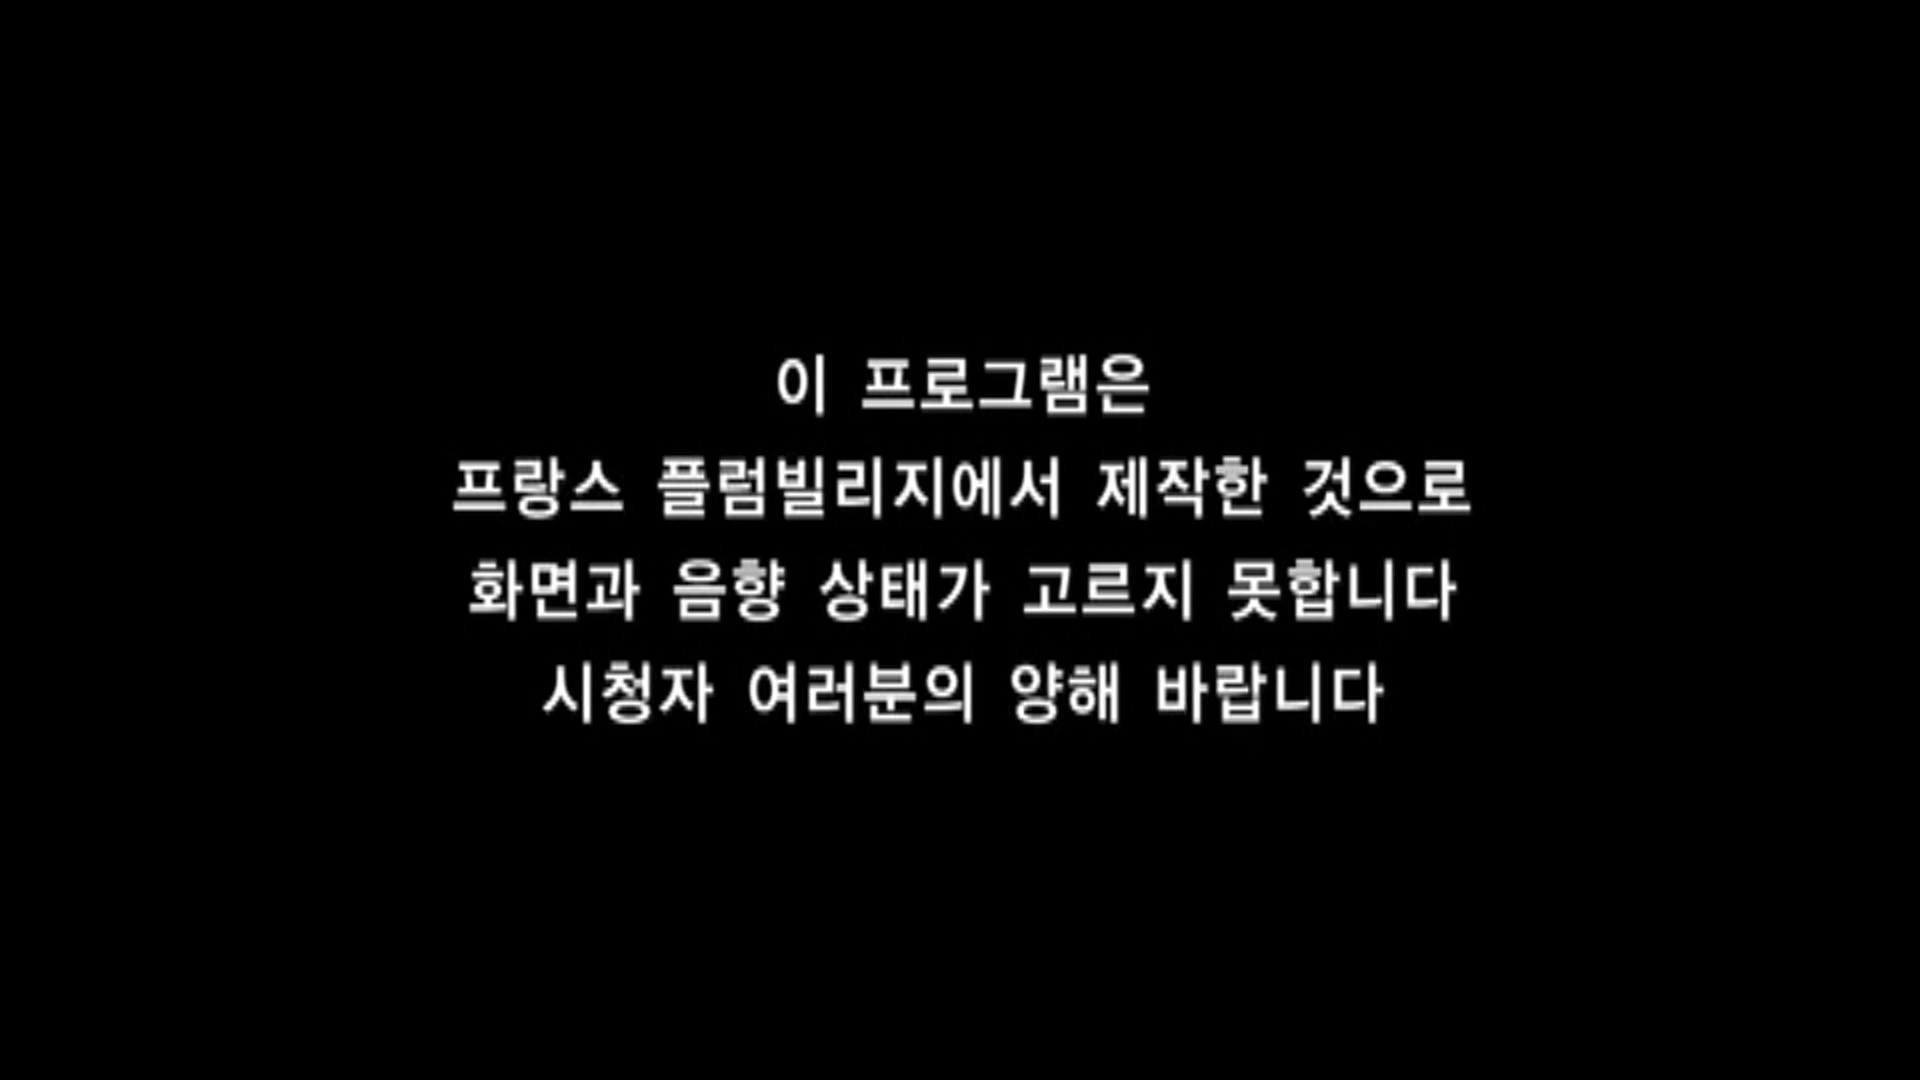 이 프로그램은
프랑스 플럼빌리지에서 제작한 것으로
화면과 음향 상태가 고르지 못합니다
시청자 여러분의 양해 바랍니다